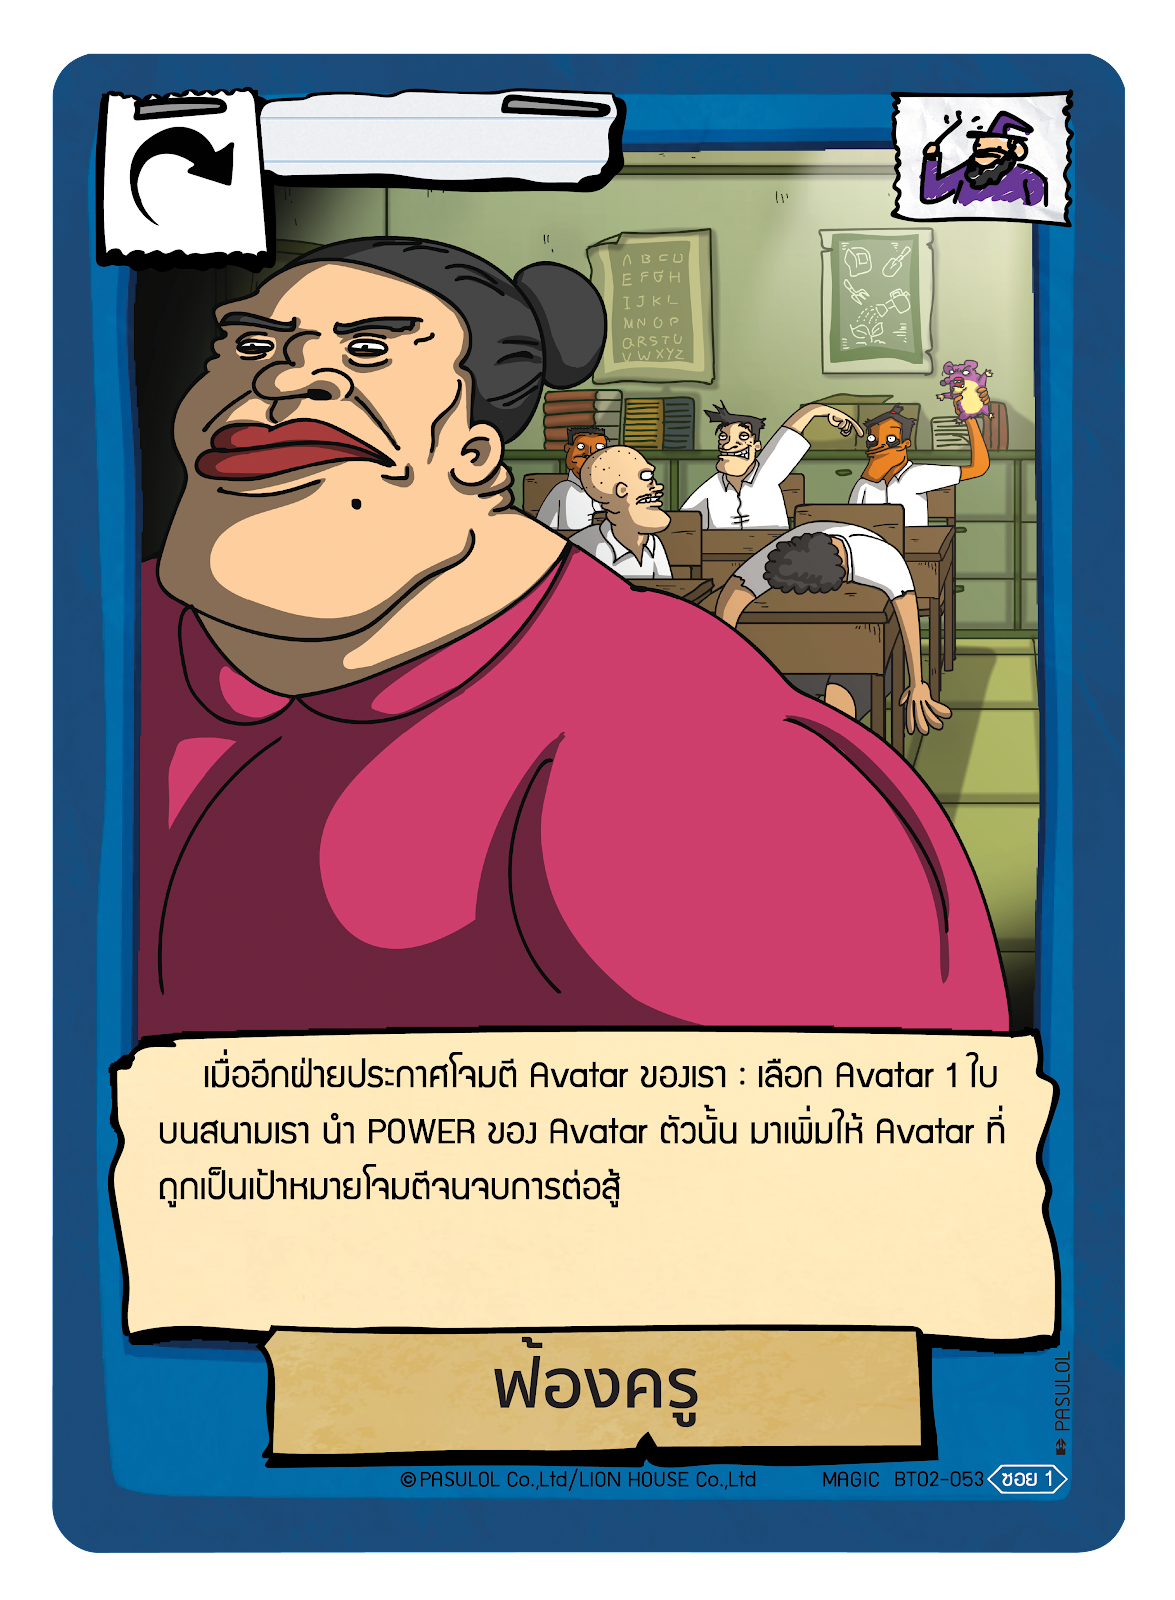 A B C U
E F G H
I J K L
M N O P
Q R S T U
V W X Y Z
เมื่ออีกฝ่ายประกาศโจมตี Avatar ของเรา : เลือก Avatar 1 ใบ
บนสนามเรา นำ POWER ของ Avatar ตัวนั้น มาเพิ่มให้ Avatar ที่
ถูกเป็นเป้าหมายโจมตีจนจบการต่อสู้
ฟ้องครู
PASULOL
©PASULOL Co.,Ltd/LION HOUSE Co.,Ltd MAGIC BT02-053 ซอย 1